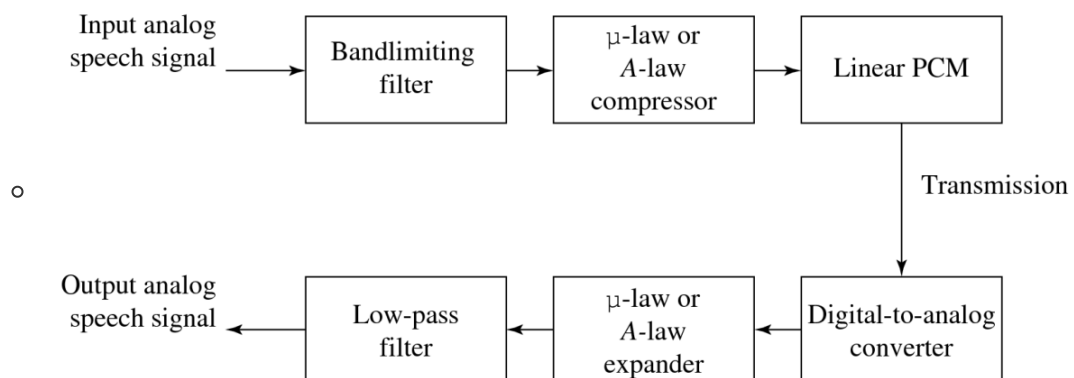 Input analog
speech signal
Bandlimiting
filter
μ-law or
A-law
compressor
Linear PCM
Transmission
Output analog
speech signal
Low-pass
filter
μ-law or
A-law
expander
Digital-to-analog
converter